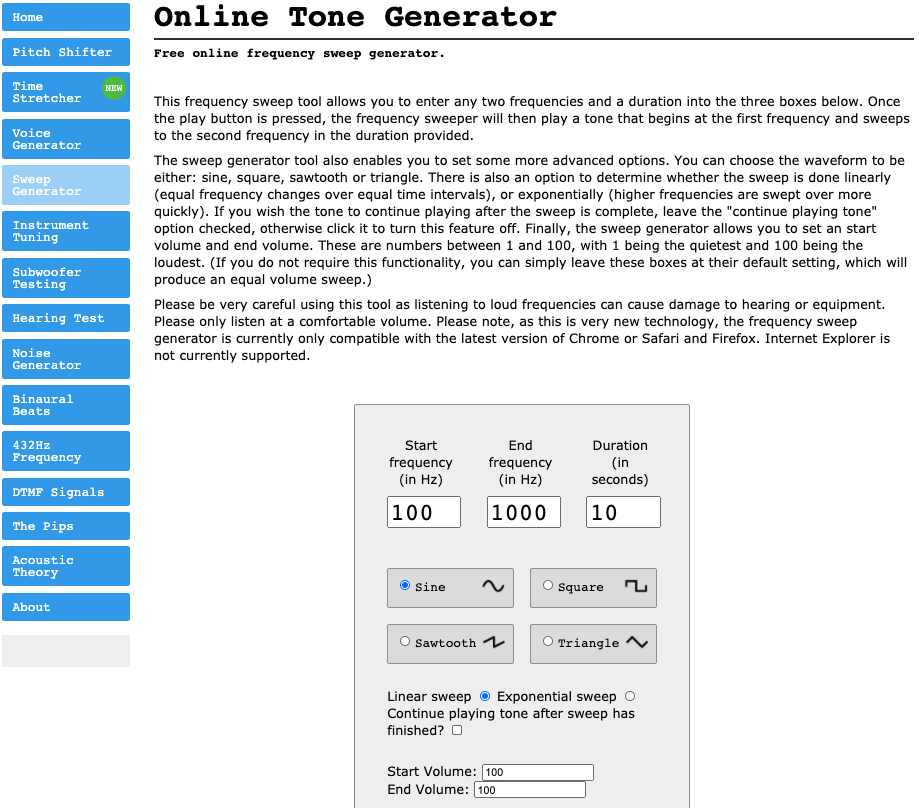 Home
Pitch Shifter
Time
Stretcher
NEW
Voice
Generator
Sweep
Generator
Instrument
Tuning
Subwoofer
Testing
Hearing Test
Noise
Generator
Binaural
Beats
432Hz
Frequency
DTMF Signals
The Pips
Acoustic
Theory
About
Online Tone Generator
Free online frequency sweep generator.
This frequency sweep tool allows you to enter any two frequencies and a duration into the three boxes below. Once
the play button is pressed, the frequency sweeper will then play a tone that begins at the first frequency and sweeps
to the second frequency in the duration provided.
The sweep generator tool also enables you to set some more advanced options. You can choose the waveform to be
either: sine, square, sawtooth or triangle. There is also an option to determine whether the sweep is done linearly
(equal frequency changes over equal time intervals), or exponentially (higher frequencies are swept over more
quickly). If you wish the tone to continue playing after the sweep is complete, leave the "continue playing tone"
option checked, otherwise click it to turn this feature off. Finally, the sweep generator allows you to set an start
volume and end volume. These are numbers between 1 and 100, with 1 being the quietest and 100 being the
loudest. (If you do not require this functionality, you can simply leave these boxes at their default setting, which will
produce an equal volume sweep.)
Please be very careful using this tool as listening to loud frequencies can cause damage to hearing or equipment.
Please only listen at a comfortable volume. Please note, as this is very new technology, the frequency sweep
generator is currently only compatible with the latest version of Chrome or Safari and Firefox. Internet Explorer is
not currently supported.
Start
frequency
(in Hz)
100
End
frequency
(in Hz)
1000
Duration
(in
seconds)
10
Sine
Square
Sawtooth
Triangle
Linear sweep Exponential sweep
Continue playing tone after sweep has
finished?
Start Volume: 100
End Volume: 100